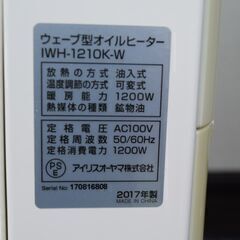 ウェーブ型オイルヒーター
IWH-1210K-W
放熱の方式 油入式
温度調節の方式 可変式
暖房能力 1200W
熱媒体の種類 鉱物油
定格電圧 AC100V
定格周波数 50/60Hz
定格消費電力 1200W
PSE アイリスオーヤマ株式会社
Serial No: 170816808
2017年製
MADE IN CHINA